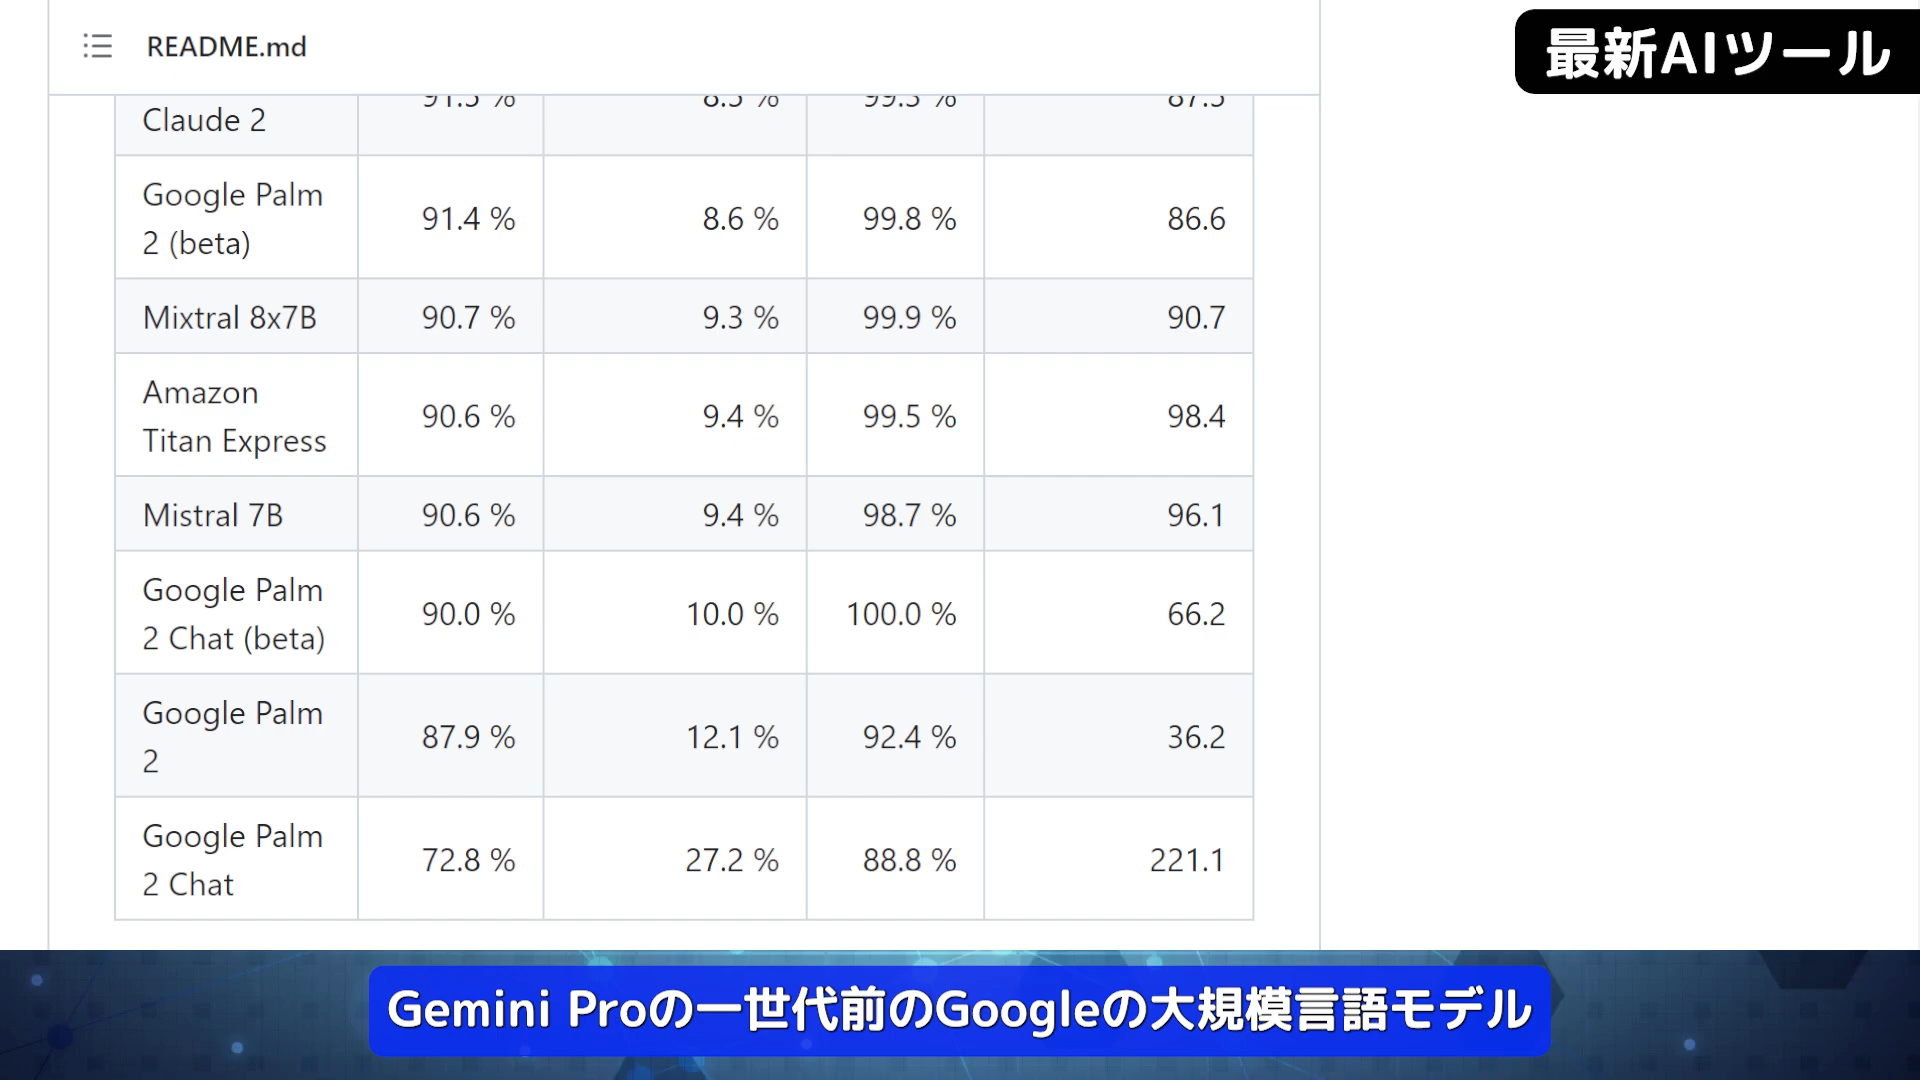 README.md
最新AIツール
Claude 2
Google Palm 2 (beta) 91.4 % 8.6 % 99.8 % 86.6
Mixtral 8x7B 90.7 % 9.3 % 99.9 % 90.7
Amazon Titan Express 90.6 % 9.4 % 99.5 % 98.4
Mistral 7B 90.6 % 9.4 % 98.7 % 96.1
Google Palm 2 Chat (beta) 90.0 % 10.0 % 100.0 % 66.2
Google Palm 2 87.9 % 12.1 % 92.4 % 36.2
Google Palm 2 Chat 72.8 % 27.2 % 88.8 % 221.1
Gemini Proの一世代前のGoogleの大規模言語モデル